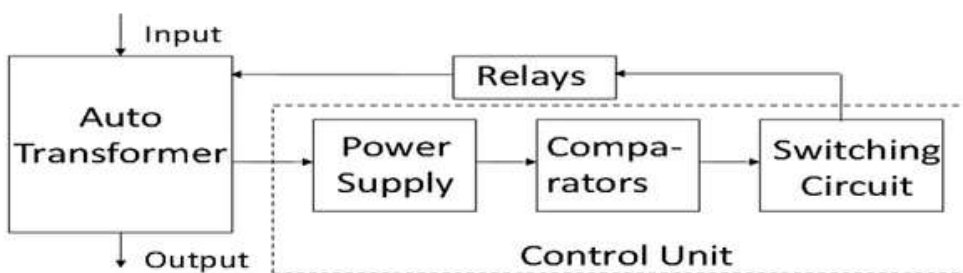 Input
Relays
Auto
Transformer
Power
Supply
Compa-
rators
Switching
Circuit
Output
Control Unit